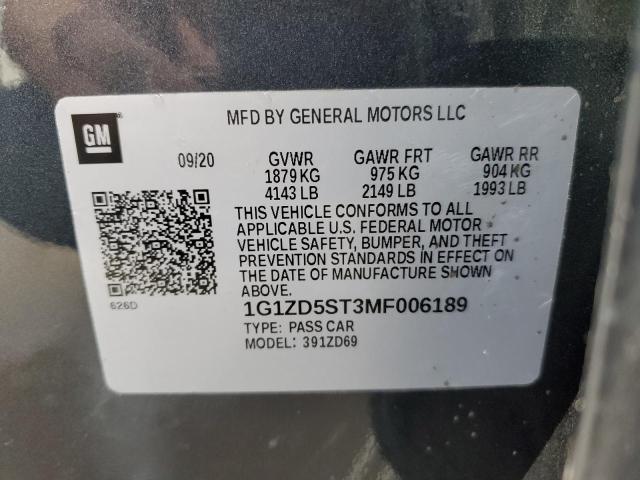 GM
MFD BY GENERAL MOTORS LLC
09/20 GVWR GAWR FRT GAWR RR
1879 KG 975 KG 904 KG
4143 LB 2149 LB 1993 LB
THIS VEHICLE CONFORMS TO ALL
APPLICABLE U.S. FEDERAL MOTOR
VEHICLE SAFETY, BUMPER, AND THEFT
PREVENTION STANDARDS IN EFFECT ON
THE DATE OF MANUFACTURE SHOWN
ABOVE.
626D
1G1ZD5ST3MF006189
TYPE: PASS CAR
MODEL: 391ZD69